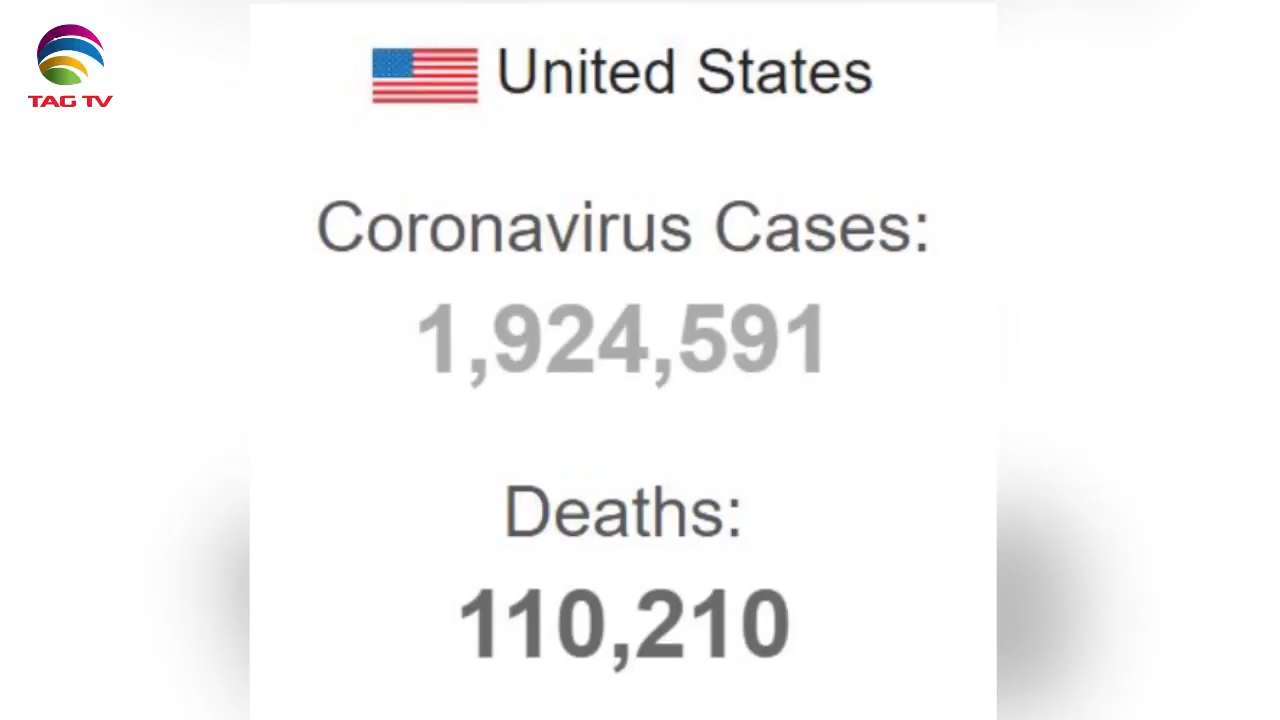 TAG TV
United States
Coronavirus Cases:
1,924,591
Deaths:
110,210